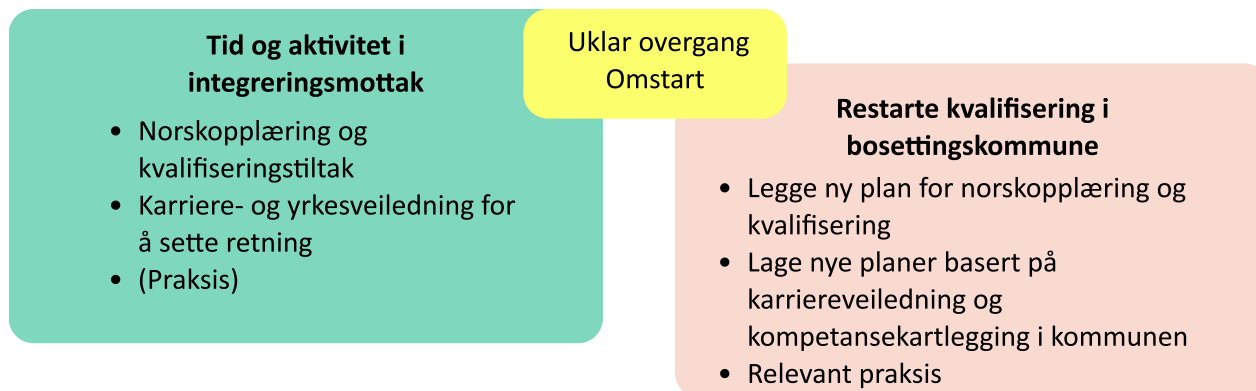 Tid og aktivitet i
integreringsmottak
• Norskopplæring og
kvalifiseringstiltak
• Karriere- og yrkesveiledning for
å sette retning
• (Praksis)
Uklar overgang
Omstart
Restarte kvalifisering i
bosettingskommune
• Legge ny plan for norskopplæring og
kvalifisering
• Lage nye planer basert på
karriereveiledning og
kompetansekartlegging i kommunen
• Relevant praksis